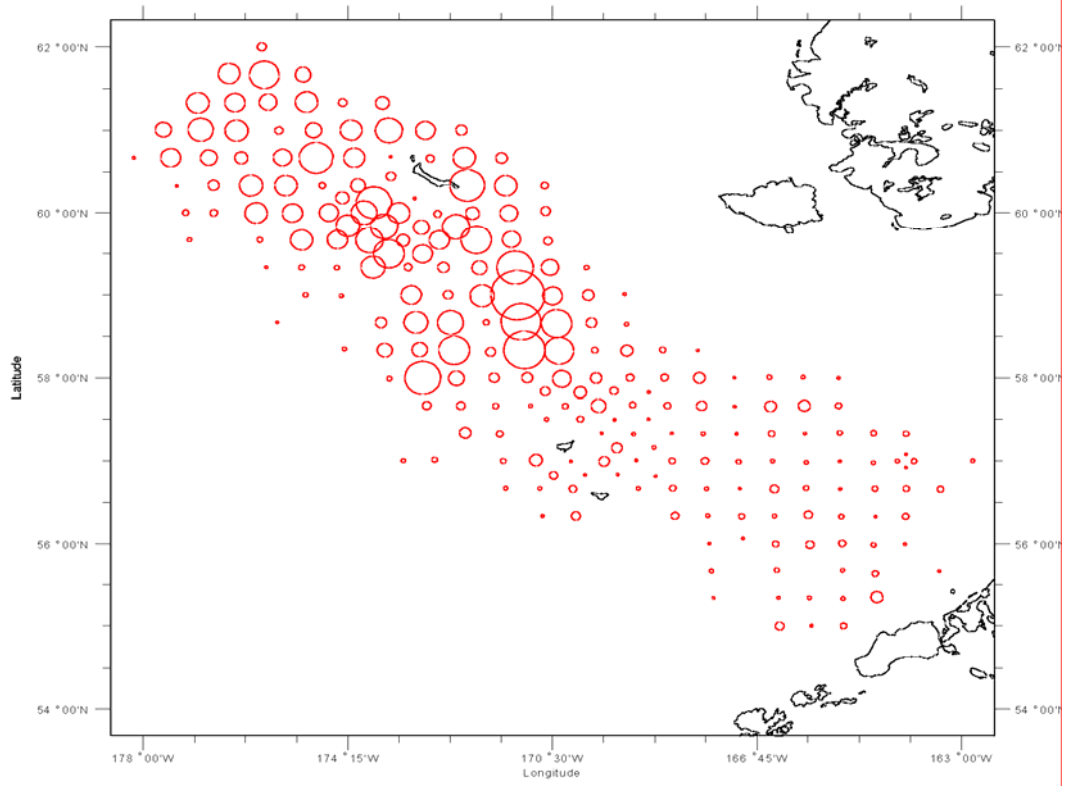 62 °00'N
62 °00'N
60 °00'N
60 °00'N
58 °00'N
58 °00'N
56 °00'N
56 °00'N
54 °00'N
54 °00'N
Latitude
178 °00'W
174 °15'W
170 °30'W
166 °45'W
163 °00'W
Longitude